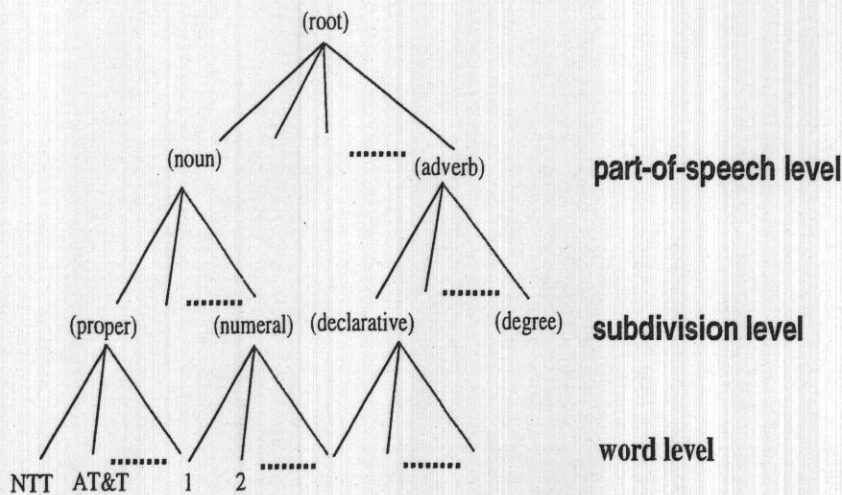 (root)
(noun)
(adverb)
part-of-speech level
(proper)
(numeral)
(declarative)
(degree)
subdivision level
word level
NTT
AT&T
1
2